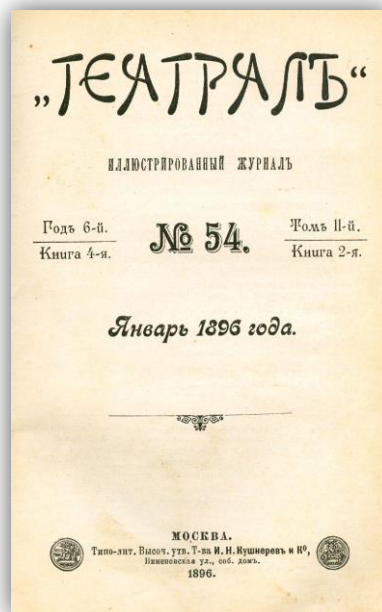 „ТЕАТРАЛЪ“
ИЛЛЮСТРИРОВАННЫЙ ЖУРНАЛЪ
Годъ 6-й.
Книга 4-я.
№ 54.
Томъ II-й.
Книга 2-я.
Январь 1896 года.
МОСКВА.
Типо-лит. Высоч. утв. Т-ва И. Н. Кушнеревъ и К⁰,
Пименовская ул., соб. домъ.
1896.